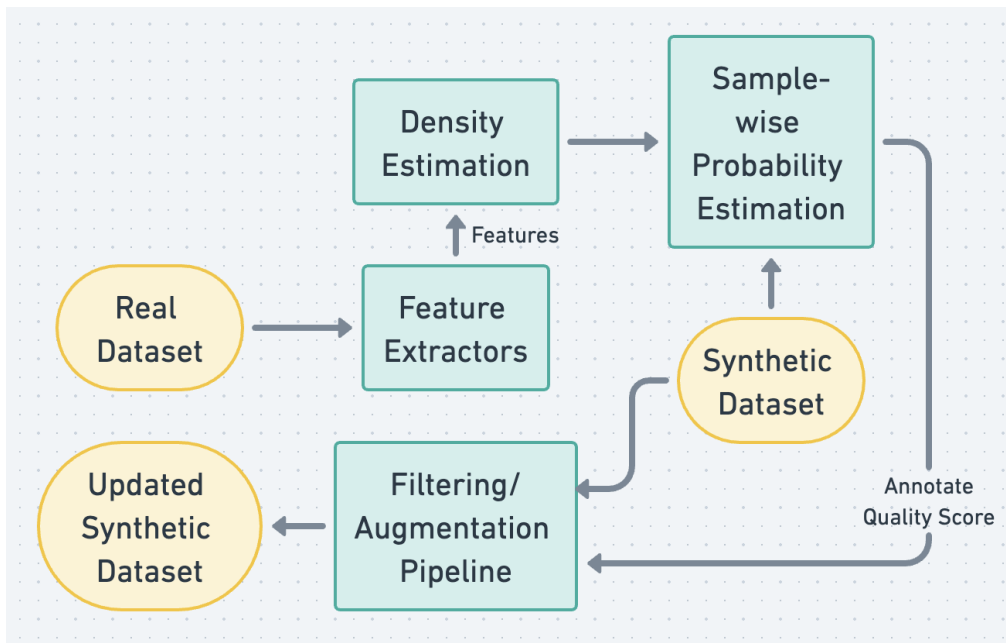 Density
Estimation
Sample-
wise
Probability
Estimation
Features
Real
Dataset
Feature
Extractors
Synthetic
Dataset
Updated
Synthetic
Dataset
Filtering/
Augmentation
Pipeline
Annotate
Quality Score